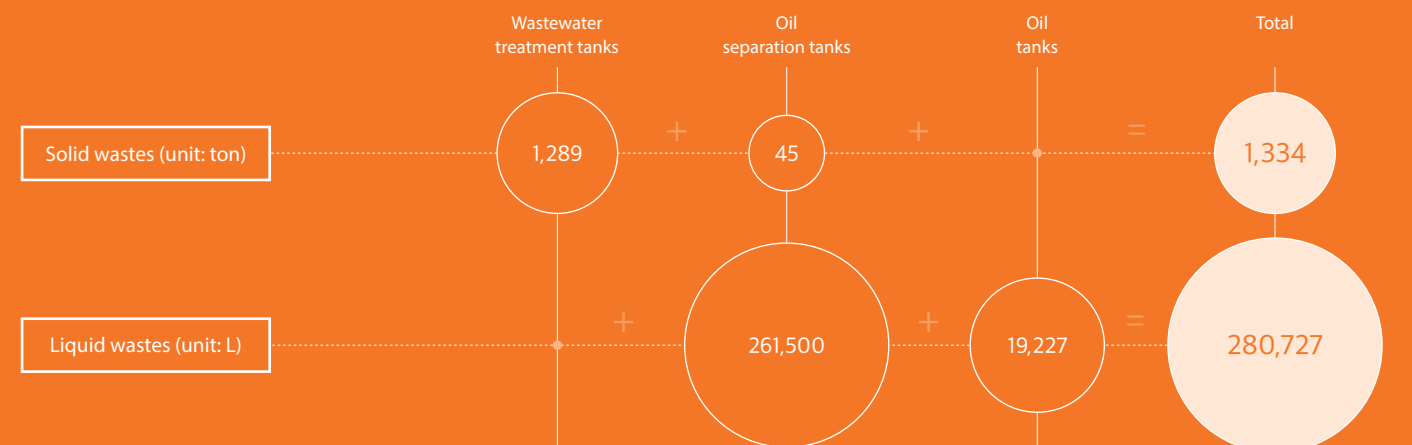 Wastewater
treatment tanks
Oil
separation tanks
Oil
tanks
Total
Solid wastes (unit: ton)
1,289
+
45
+
=
1,334
Liquid wastes (unit: L)
+
261,500
+
19,227
=
280,727